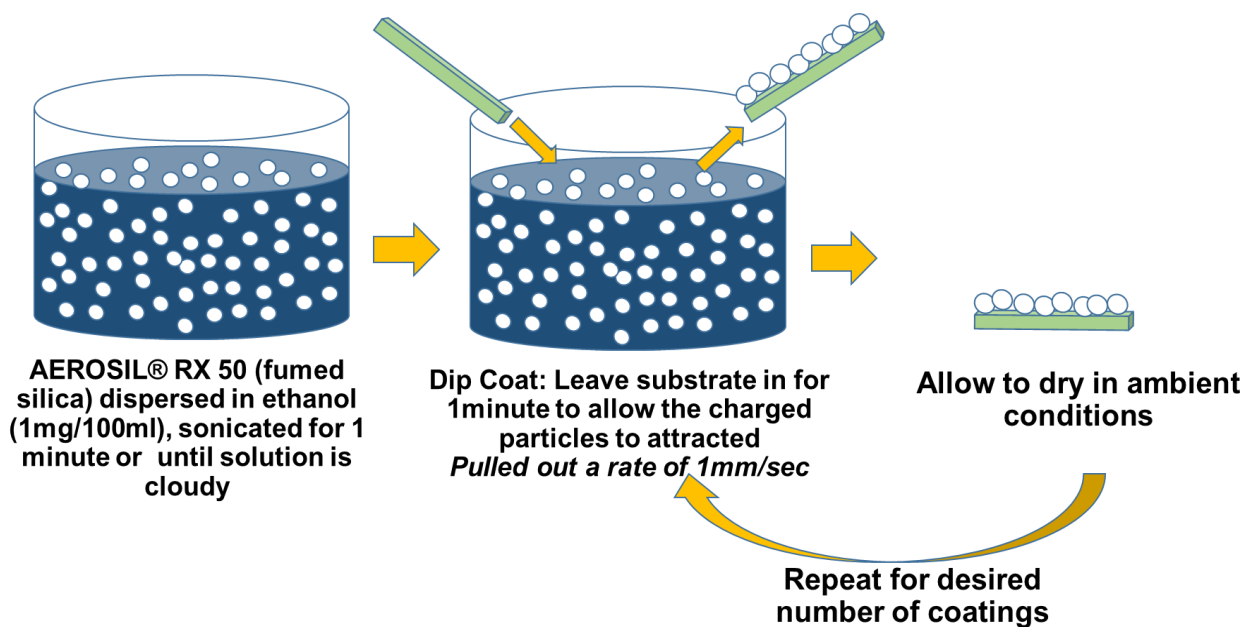 AEROSIL® RX 50 (fumed
silica) dispersed in ethanol
(1mg/100ml), sonicated for 1
minute or until solution is
cloudy
Dip Coat: Leave substrate in for
1minute to allow the charged
particles to attracted
Pulled out a rate of 1mm/sec
Allow to dry in ambient
conditions
Repeat for desired
number of coatings